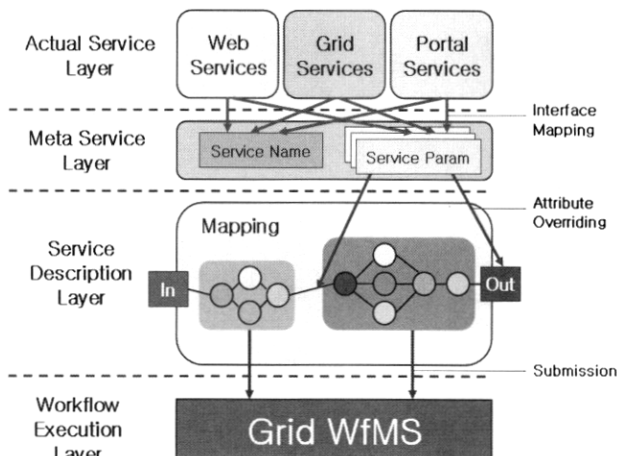 Actual Service
Layer
Web
Services
Grid
Services
Portal
Services
Interface
Mapping
Meta Service
Layer
Service Name
Service Param
Attribute
Overriding
Mapping
Service
Description
Layer
In
Out
Submission
Workflow
Execution
Layer
Grid WfMS